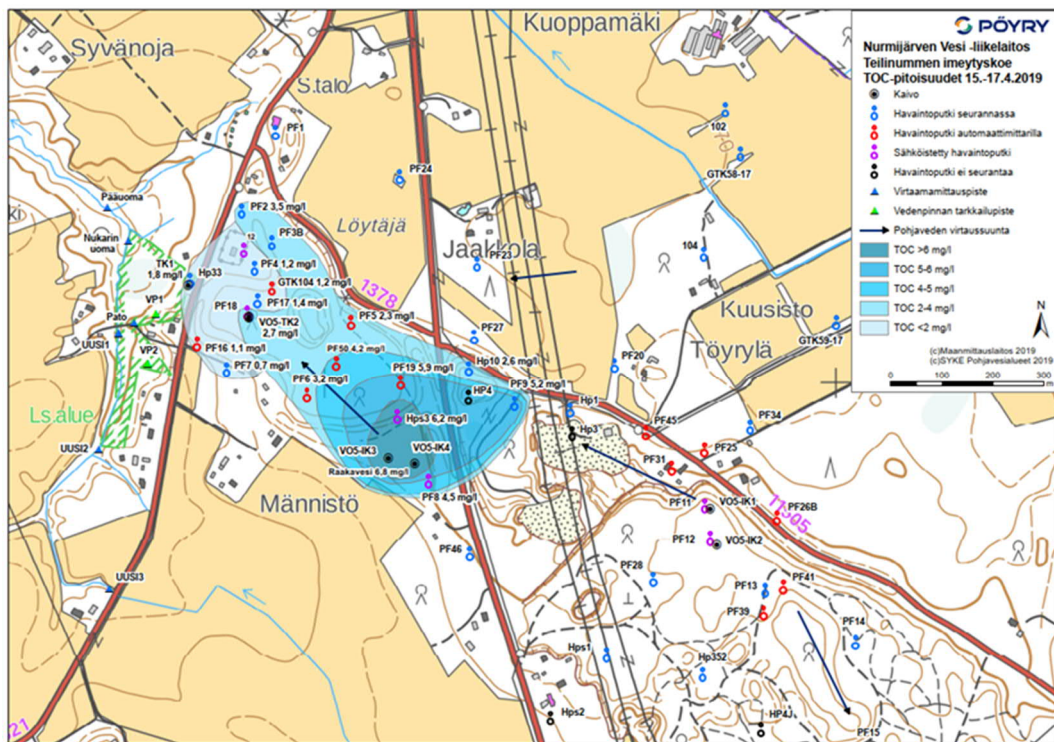 Kuoppamäki
Syvänoja
S.talo
PF1
102
GTK58-17
PF24
Pääuoma
PF2 3,5 mg/l
Löytäjä
Nukarin
uoma
12
PF3B
Jaakkola
104
TK1
1,8 mg/l
Hp33
PF4 1,2 mg/l
PF23
GTK104 1,2 mg/l
1378
VP1
PF18
PF17 1,4 mg/l
Kuusisto
Pato
VO5-TK2
2,7 mg/l
PF5 2,3 mg/l
Töyrylä
GTK59-17
UUSI1
PF27
PF16 1,1 mg/l
VP2
PF50 4,2 mg/l
Hp10 2,6 mg/l
PF20
PF7 0,7 mg/l
PF19 5,9 mg/l
PF6 3,2 mg/l
HP4
PF9 5,2 mg/l
Ls.alue
Hp1
PF34
Hps3 6,2 mg/l
Hp3
PF45
UUSI2
VO5-IK3
VO5-IK4
PF25
Raakavesi 6,8 mg/l
PF31
Männistö
PF8 4,5 mg/l
PF11
VO5-IK1
PF26B
11505
PF12
VO5-IK2
PF46
UUSI3
PF28
PF13
PF41
PF39
PF14
Hps1
Hp352
Hps2
HP4J
PF15
21
PÖYRY
Nurmijärven Vesi -liikelaitos
Teilinummen imeytyskoe
TOC-pitoisuudet 15.-17.4.2019
Kaivo
Havaintoputki seurannassa
Havaintoputki automaattimittarilla
Sähköistetty havaintoputki
Havaintoputki ei seurantaa
Virtaamamittauspiste
Vedenpinnan tarkkailupiste
Pohjaveden virtaussuunta
TOC >6 mg/l
TOC 5-6 mg/l
TOC 4-5 mg/l
TOC 2-4 mg/l
TOC <2 mg/l
N
(c)Maanmittauslaitos 2019
(c)SYKE Pohjavesialueet 2019
0 100 200 300
m